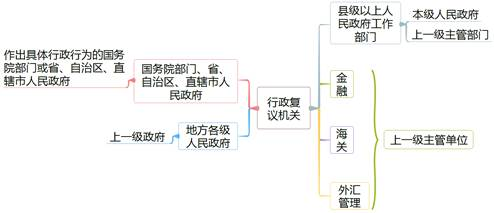 作出具体行政行为的国务
院部门或省、自治区、直
辖市人民政府
国务院部门、省、
自治区、直辖市人
民政府
上一级政府
地方各级
人民政府
行政复
议机关
县级以上人
民政府工作
部门
本级人民政府
上一级主管部门
金
融
海
关
外汇
管理
上一级主管单位